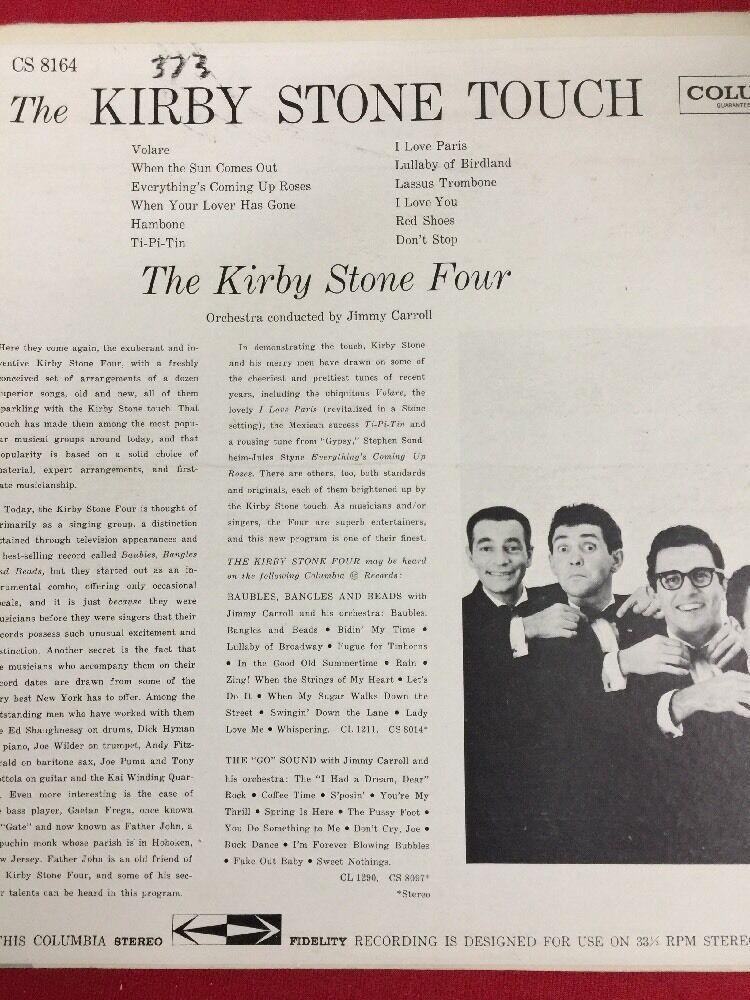 CS 8164
373
The KIRBY STONE TOUCH
COLU
GUARANTEE
Volare
When the Sun Comes Out
Everything's Coming Up Roses
When Your Lover Has Gone
Hambone
Ti-Pi-Tin
I Love Paris
Lullaby of Birdland
Lassus Trombone
I Love You
Red Shoes
Don't Stop
The Kirby Stone Four
Orchestra conducted by Jimmy Carroll
Here they come again, the exuberant and in-
ventive Kirby Stone Four, with a freshly
conceived set of arrangements of a dozen
uperior songs, old and new, all of them
parkling with the Kirby Stone touch. That
ouch has made them among the most popu-
ar musical groups around today, and that
opularity is based on a solid choice of
naterial, expert arrangements, and first-
ate musicianship.
Today, the Kirby Stone Four is thought of
rimarily as a singing group, a distinction
ttained through television appearances and
best-selling record called Baubles, Bangles
nd Beads, but they started out as an in-
rumental combo, offering only occasional
cals, and it is just because they were
usicians before they were singers that their
cords possess such unusual excitement and
stinction. Another secret is the fact that
e musicians who accompany them on their
cord dates are drawn from some of the
ry best New York has to offer. Among the
tstanding men who have worked with them
e Ed Shaughnessy on drums, Dick Hyman
piano, Joe Wilder on trumpet, Andy Fitz-
rald on baritone sax, Joe Puma and Tony
ottola on guitar and the Kai Winding Quar-
. Even more interesting is the case of
bass player, Gaetan Frega, once known
"Gate" and now known as Father John, a
puchin monk whose parish is in Hoboken,
w Jersey. Father John is an old friend of
Kirby Stone Four, and some of his sec-
r talents can be heard in this program.
In demonstrating the touch, Kirby Stone
and his merry men have drawn on some of
the cheeriest and prettiest tunes of recent
years, including the ubiquitous Volare, the
lovely I Love Paris (revitalized in a Stone
setting), the Mexican success Ti-Pi-Tin and
a rousing tune from "Gypsy," Stephen Sond
heim-Jules Styne Everything's Coming Up
Roses. There are others, too, both standards
and originals, each of them brightened up by
the Kirby Stone touch. As musicians and/or
singers, the Four are superb entertainers,
and this new program is one of their finest.
THE KIRBY STONE FOUR may be heard
on the following Columbia ® Records:
BAUBLES, BANGLES AND BEADS with
Jimmy Carroll and his orchestra: Baubles.
Bangles and Beads • Bidin' My Time •
Lullaby of Broadway • Fugue for Tinhorns
• In the Good Old Summertime • Rain •
Zing! Went the Strings of My Heart • Let's
Do It • When My Sugar Walks Down the
Street • Swingin' Down the Lane • Lady
Love Me • Whispering. CL 1211, CS 8014*
THE "GO" SOUND with Jimmy Carroll and
his orchestra: The "I Had a Dream, Dear"
Rock • Coffee Time • S'posin' • You're My
Thrill • Spring Is Here • The Pussy Foot •
You Do Something to Me • Don't Cry, Joe •
Buck Dance • I'm Forever Blowing Bubbles
• Fake Out Baby • Sweet Nothings.
CL 1290, CS 8097*
*Stereo
THIS COLUMBIA STEREO FIDELITY RECORDING IS DESIGNED FOR USE ON 33⅓ RPM STEREO